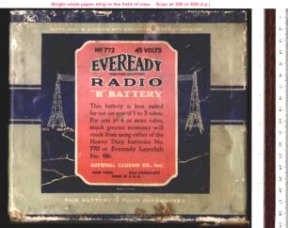 Bright white paper strip in the field of view - Scan at 300 or 600 d.p.i.
Nº 772 45 VOLTS
EVEREADY
RADIO
"B" BATTERY
This battery is best suited
for use on sets of 1 to 3 tubes.
For sets of 4 or more tubes,
much greater economy will
result from using either of the
Heavy Duty batteries No.
770 or Eveready Layerbilt
No. 486.
NATIONAL CARBON CO., Inc.
NEW YORK SAN FRANCISCO
MADE IN U.S.A.
THIS BATTERY IS FULLY GUARANTEED